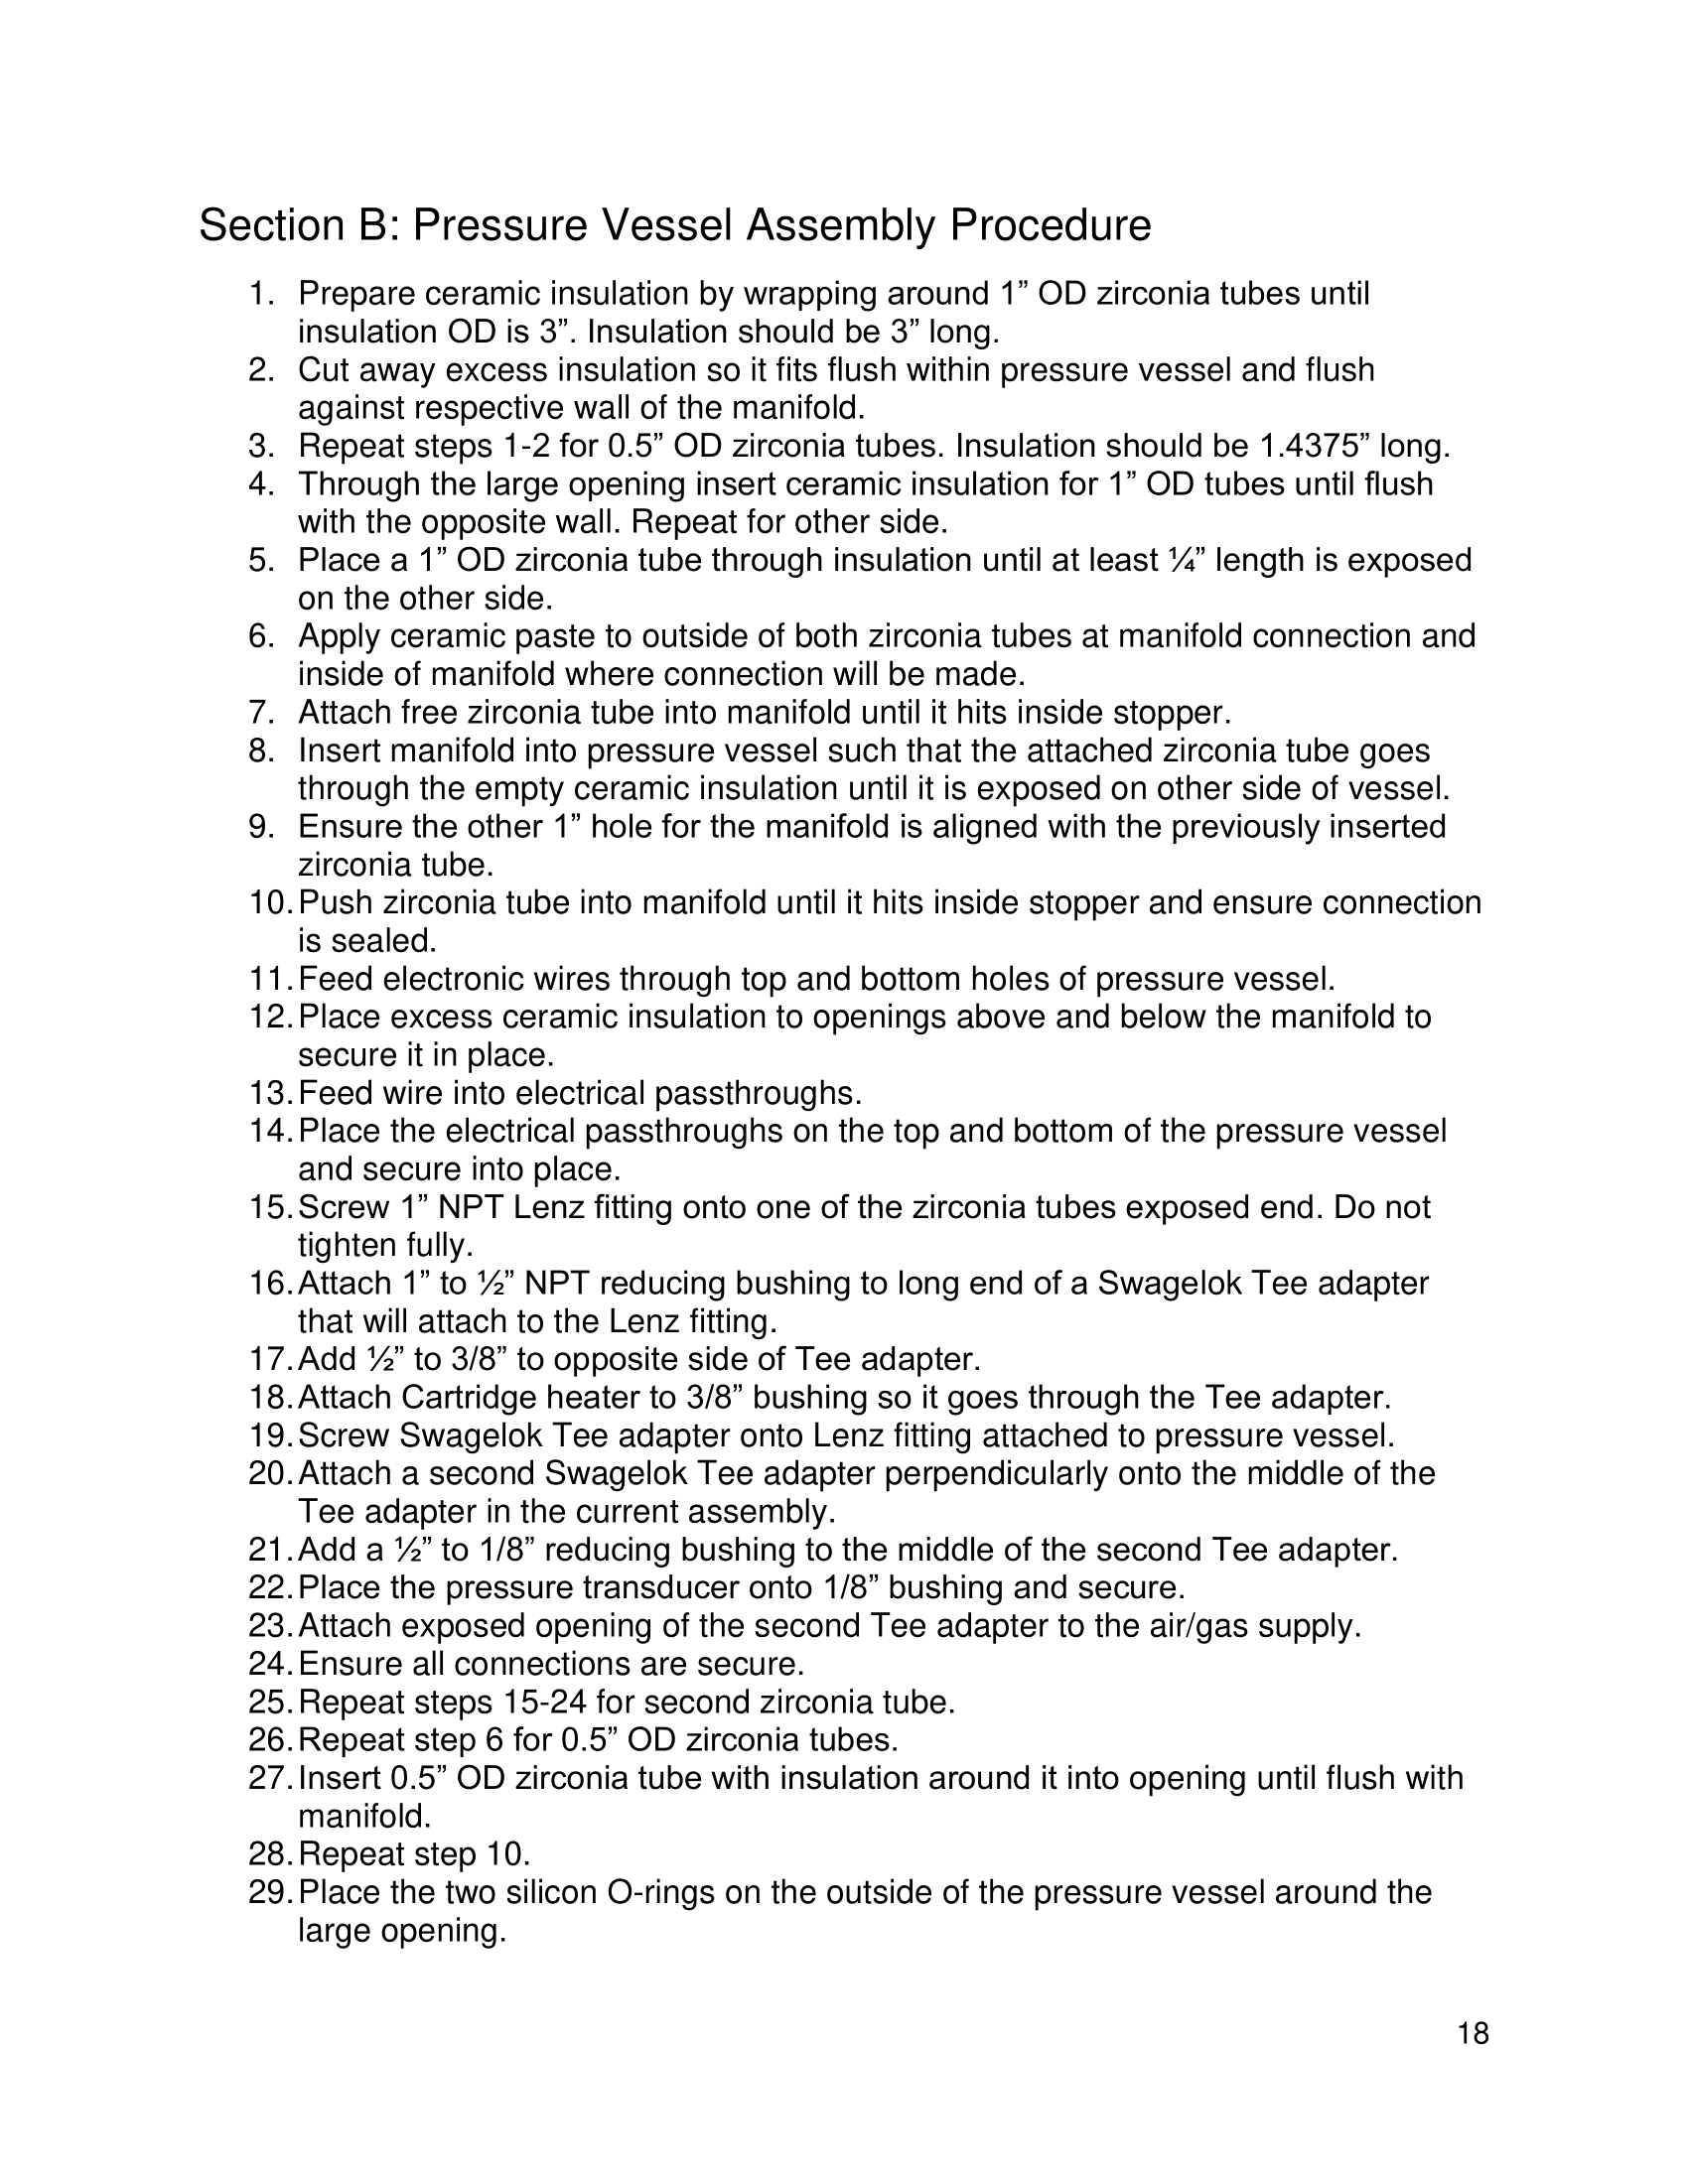 Section B: Pressure Vessel Assembly Procedure
1. Prepare ceramic insulation by wrapping around 1” OD zirconia tubes until
insulation OD is 3”. Insulation should be 3” long.
2. Cut away excess insulation so it fits flush within pressure vessel and flush
against respective wall of the manifold.
3. Repeat steps 1-2 for 0.5” OD zirconia tubes. Insulation should be 1.4375” long.
4. Through the large opening insert ceramic insulation for 1” OD tubes until flush
with the opposite wall. Repeat for other side.
5. Place a 1” OD zirconia tube through insulation until at least ¼” length is exposed
on the other side.
6. Apply ceramic paste to outside of both zirconia tubes at manifold connection and
inside of manifold where connection will be made.
7. Attach free zirconia tube into manifold until it hits inside stopper.
8. Insert manifold into pressure vessel such that the attached zirconia tube goes
through the empty ceramic insulation until it is exposed on other side of vessel.
9. Ensure the other 1” hole for the manifold is aligned with the previously inserted
zirconia tube.
10. Push zirconia tube into manifold until it hits inside stopper and ensure connection
is sealed.
11. Feed electronic wires through top and bottom holes of pressure vessel.
12. Place excess ceramic insulation to openings above and below the manifold to
secure it in place.
13. Feed wire into electrical passthroughs.
14. Place the electrical passthroughs on the top and bottom of the pressure vessel
and secure into place.
15. Screw 1” NPT Lenz fitting onto one of the zirconia tubes exposed end. Do not
tighten fully.
16. Attach 1” to ½” NPT reducing bushing to long end of a Swagelok Tee adapter
that will attach to the Lenz fitting.
17. Add ½” to 3/8” to opposite side of Tee adapter.
18. Attach Cartridge heater to 3/8” bushing so it goes through the Tee adapter.
19. Screw Swagelok Tee adapter onto Lenz fitting attached to pressure vessel.
20. Attach a second Swagelok Tee adapter perpendicularly onto the middle of the
Tee adapter in the current assembly.
21. Add a ½” to 1/8” reducing bushing to the middle of the second Tee adapter.
22. Place the pressure transducer onto 1/8” bushing and secure.
23. Attach exposed opening of the second Tee adapter to the air/gas supply.
24. Ensure all connections are secure.
25. Repeat steps 15-24 for second zirconia tube.
26. Repeat step 6 for 0.5” OD zirconia tubes.
27. Insert 0.5” OD zirconia tube with insulation around it into opening until flush with
manifold.
28. Repeat step 10.
29. Place the two silicon O-rings on the outside of the pressure vessel around the
large opening.
18